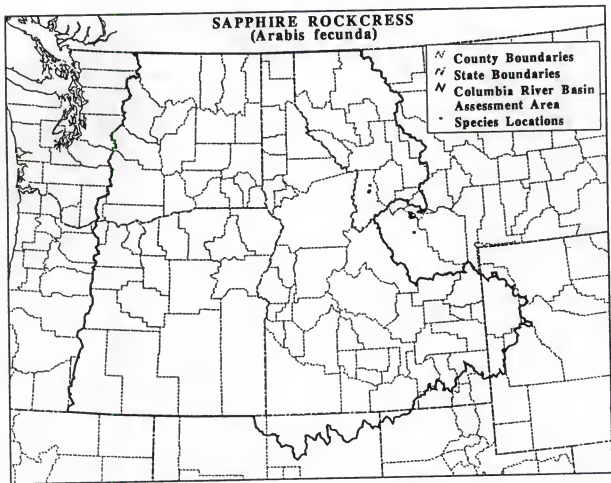 SAPPHIRE ROCKCRESS
(Arabis fecunda)
County Boundaries
State Boundaries
Columbia River Basin
Assessment Area
Species Locations